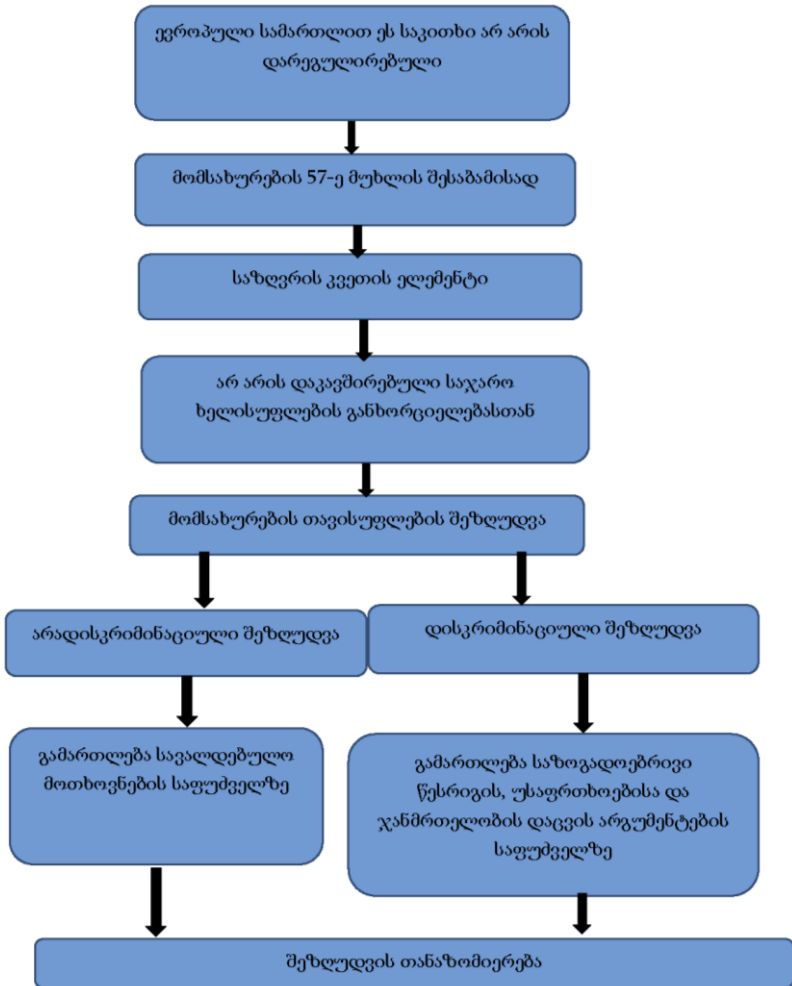 ევროპული სამართლით ეს საკითხი არ არის
დარეგულირებული
მომსახურების 57-ე მუხლის შესაბამისად
საზღვრის კვეთის ელემენტი
არ არის დაკავშირებული საჯარო
ხელისუფლების განხორციელებასთან
მომსახურების თავისუფლების შეზღუდვა
არადისკრიმინაციული შეზღუდვა
დისკრიმინაციული შეზღუდვა
გამართლება სავალდებულო
მოთხოვნების საფუძველზე
გამართლება საზოგადოებრივი
წესრიგის, უსაფრთხოებისა და
ჯანმრთელობის დაცვის არგუმენტების
საფუძველზე
შეზღუდვის თანაზომიერება